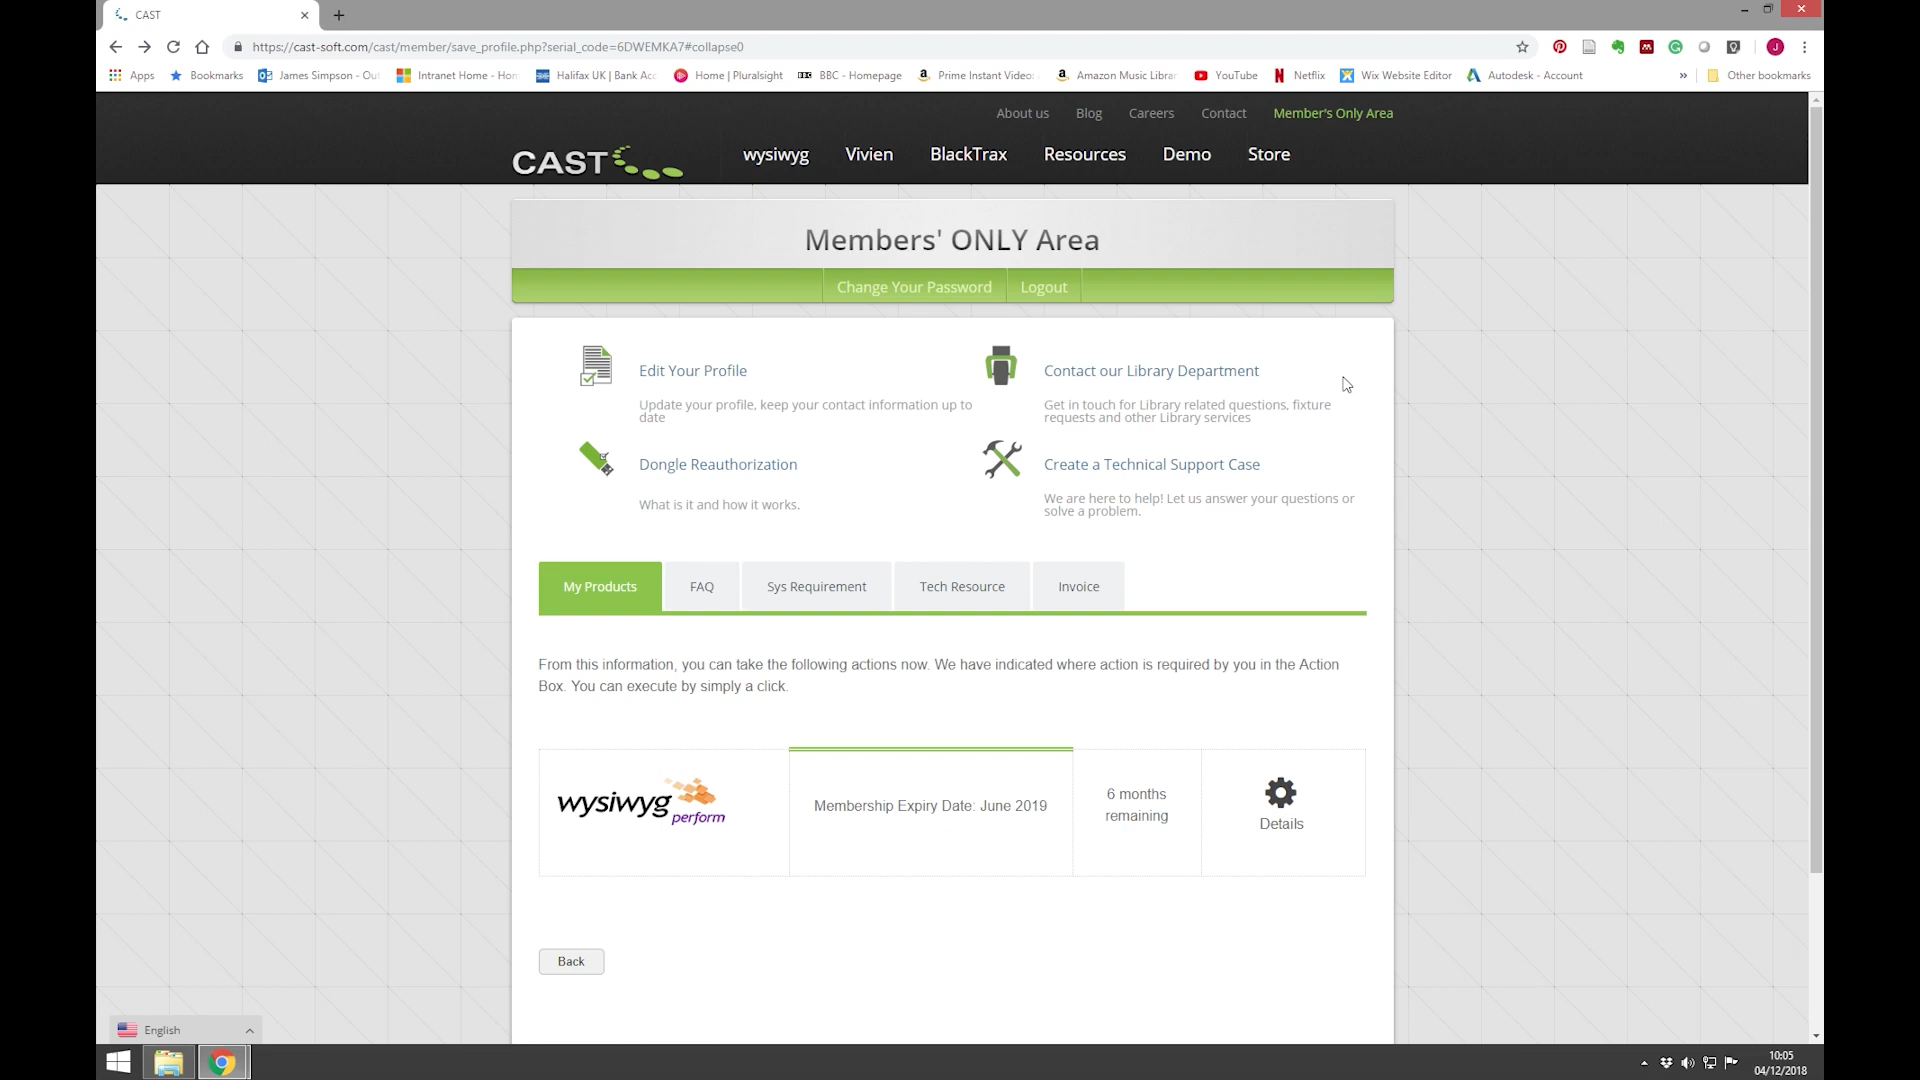 CAST
https://cast-soft.com/cast/member/save_profile.php?serial_code=6DWEMKA7#collapse0
Apps
Bookmarks
James Simpson - Ou
Intranet Home - Hor
Halifax UK | Bank Acc
Home | Pluralsight
BBC BBC - Homepage
Prime Instant Video:
Amazon Music Librar
YouTube
Netflix
Wix Website Editor
Autodesk - Account
»
Other bookmarks
About us
Blog
Careers
Contact
Member's Only Area
CAST
wysiwyg
Vivien
BlackTrax
Resources
Demo
Store
Members' ONLY Area
Change Your Password
Logout
Edit Your Profile
Update your profile, keep your contact information up to
date
Contact our Library Department
Get in touch for Library related questions, fixture
requests and other Library services
Dongle Reauthorization
What is it and how it works.
Create a Technical Support Case
We are here to help! Let us answer your questions or
solve a problem.
My Products
FAQ
Sys Requirement
Tech Resource
Invoice
From this information, you can take the following actions now. We have indicated where action is required by you in the Action
Box. You can execute by simply a click.
wysiwyg
perform
Membership Expiry Date: June 2019
6 months
remaining
Details
Back
English
10:05
04/12/2018